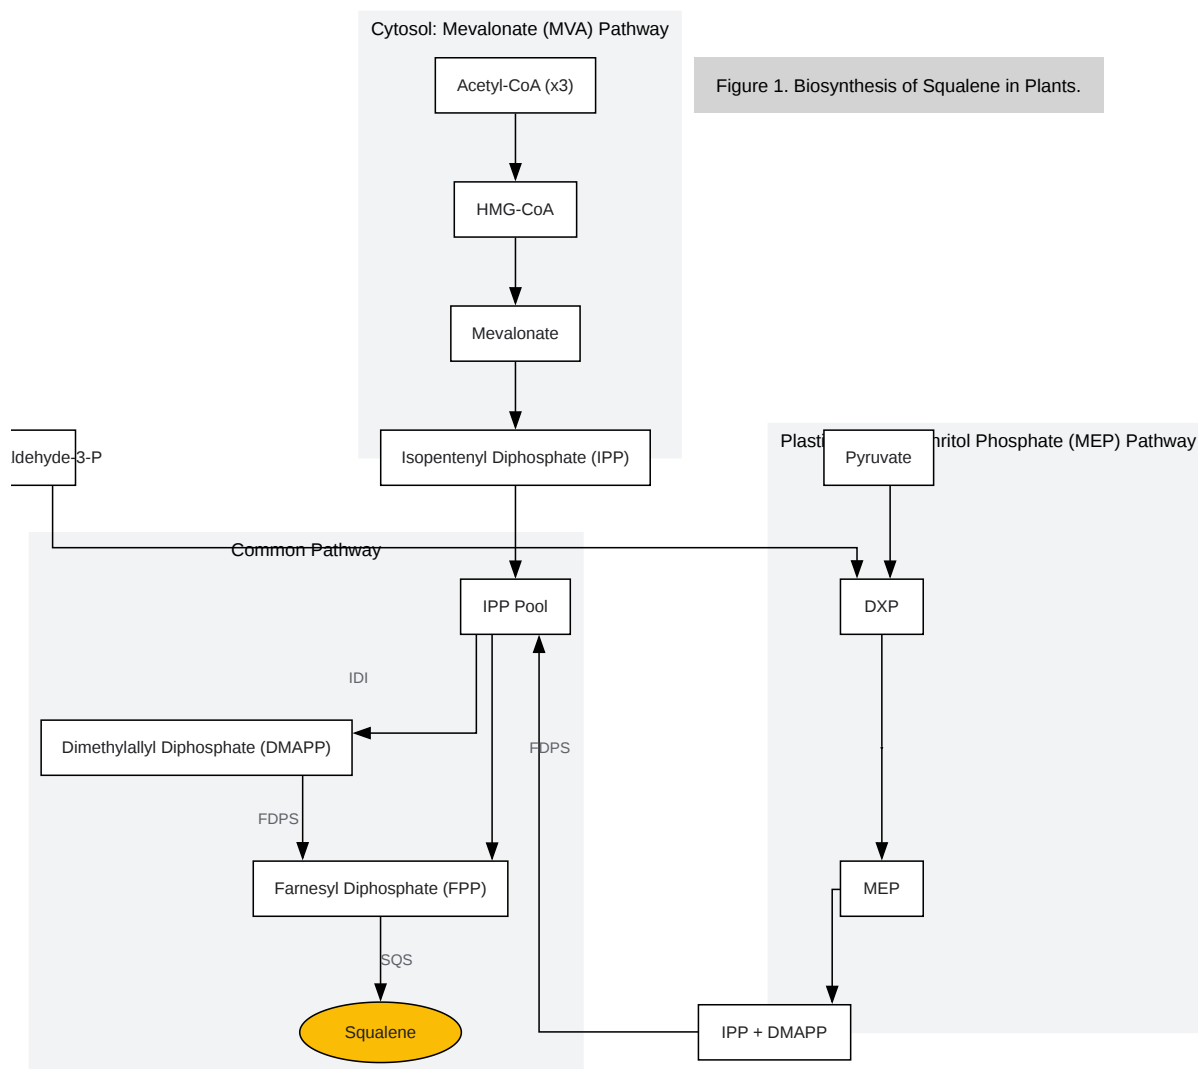 Cytosol: Mevalonate (MVA) Pathway
Acetyl-CoA (x3)
Figure 1. Biosynthesis of Squalene in Plants.
HMG-CoA
Mevalonate
ldehyde-3-P
Isopentenyl Diphosphate (IPP)
Plasti hritol Phosphate (MEP) Pathway
Pyruvate
Common Pathway
IPP Pool
DXP
IDI
Dimethylallyl Diphosphate (DMAPP)
FDPS
FDPS
Farnesyl Diphosphate (FPP)
MEP
SQS
Squalene
IPP + DMAPP